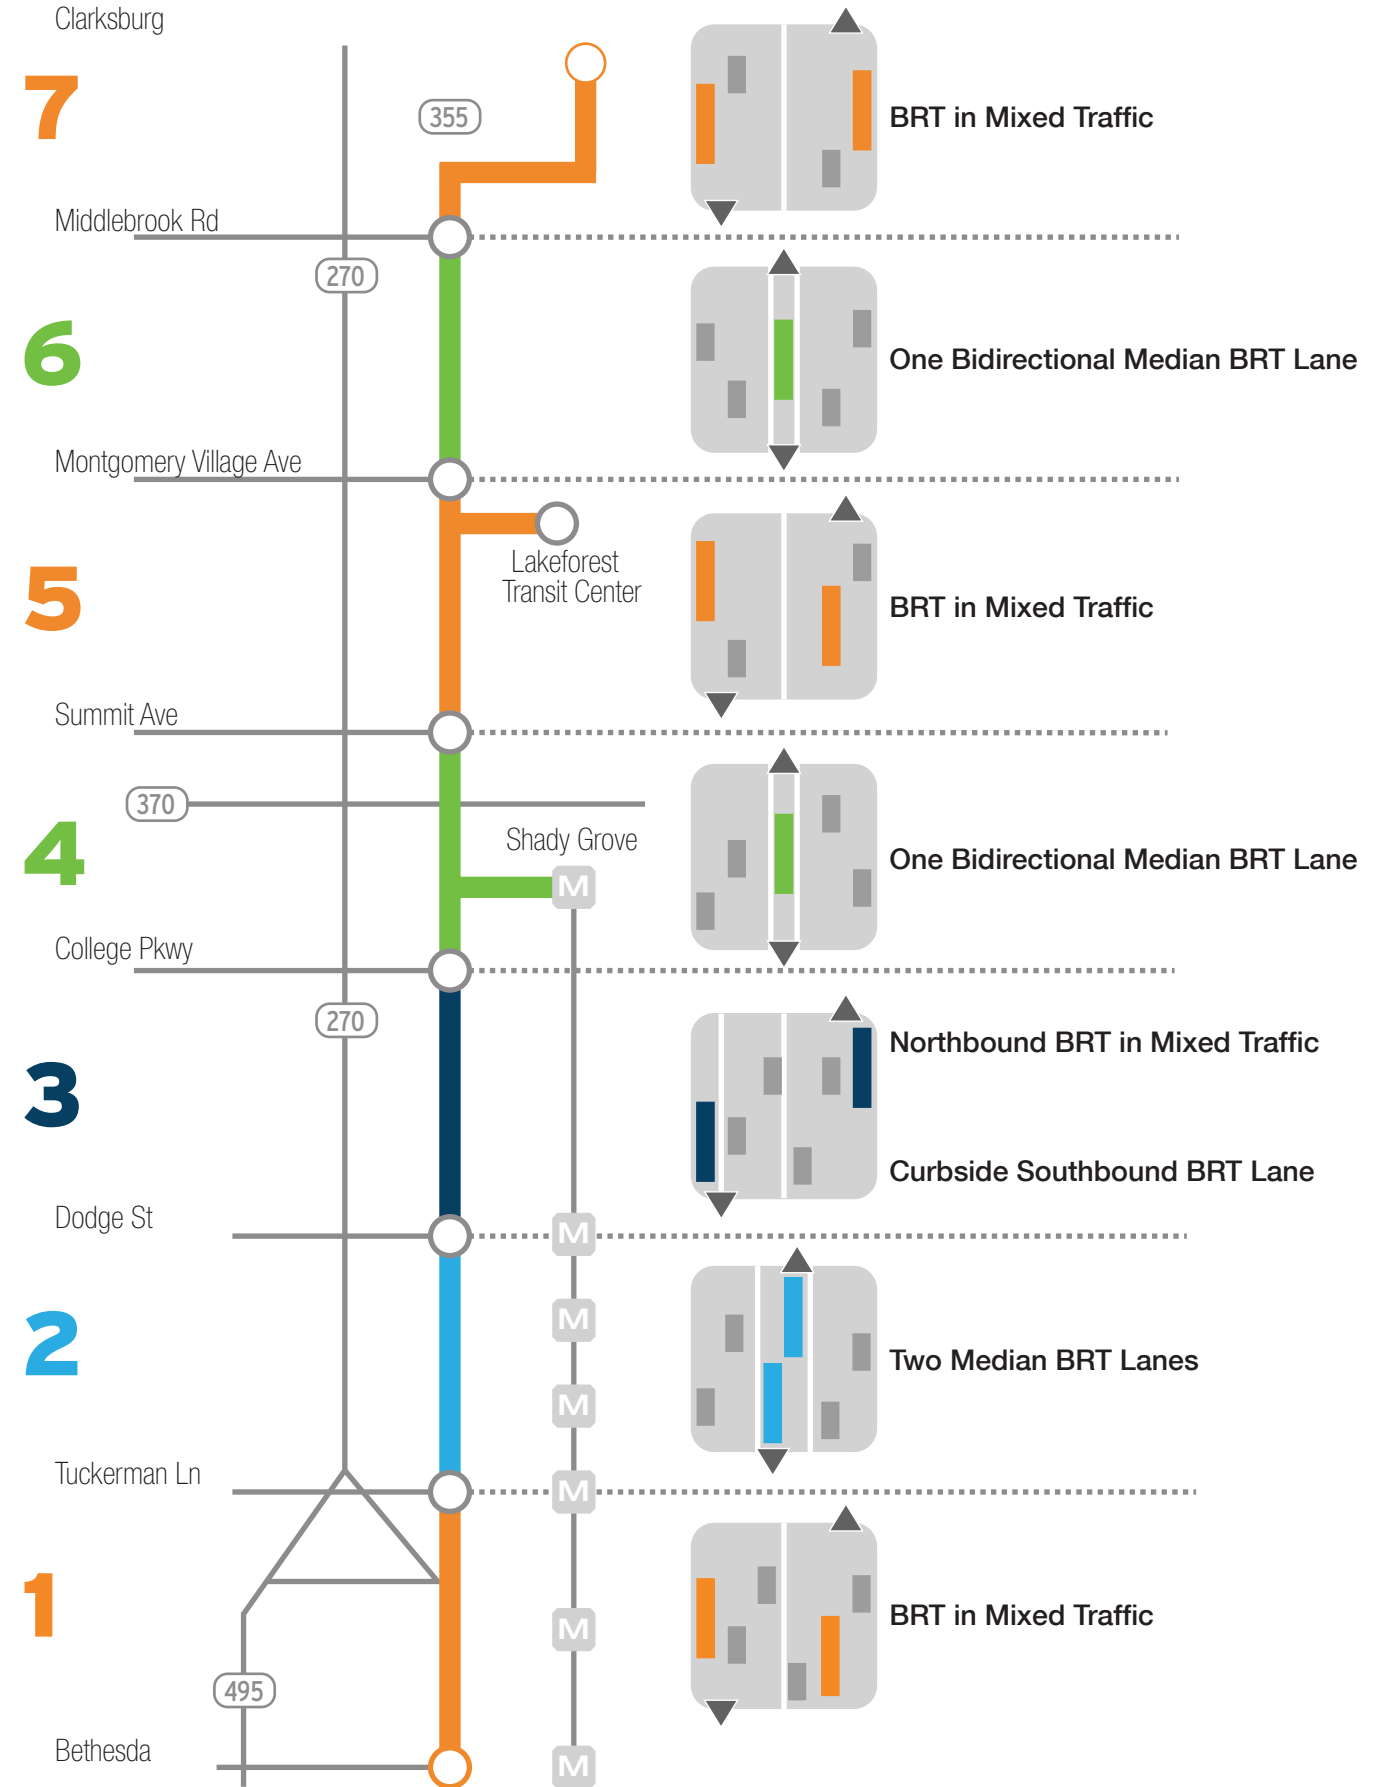 Clarksburg
7
355
BRT in Mixed Traffic
Middlebrook Rd
270
6
One Bidirectional Median BRT Lane
Montgomery Village Ave
Lakeforest
Transit Center
5
BRT in Mixed Traffic
Summit Ave
370
4
Shady Grove
M
One Bidirectional Median BRT Lane
College Pkwy
270
3
Northbound BRT in Mixed Traffic
Curbside Southbound BRT Lane
Dodge St
M
2
M
Two Median BRT Lanes
M
Tuckerman Ln
M
1
BRT in Mixed Traffic
M
495
Bethesda
M